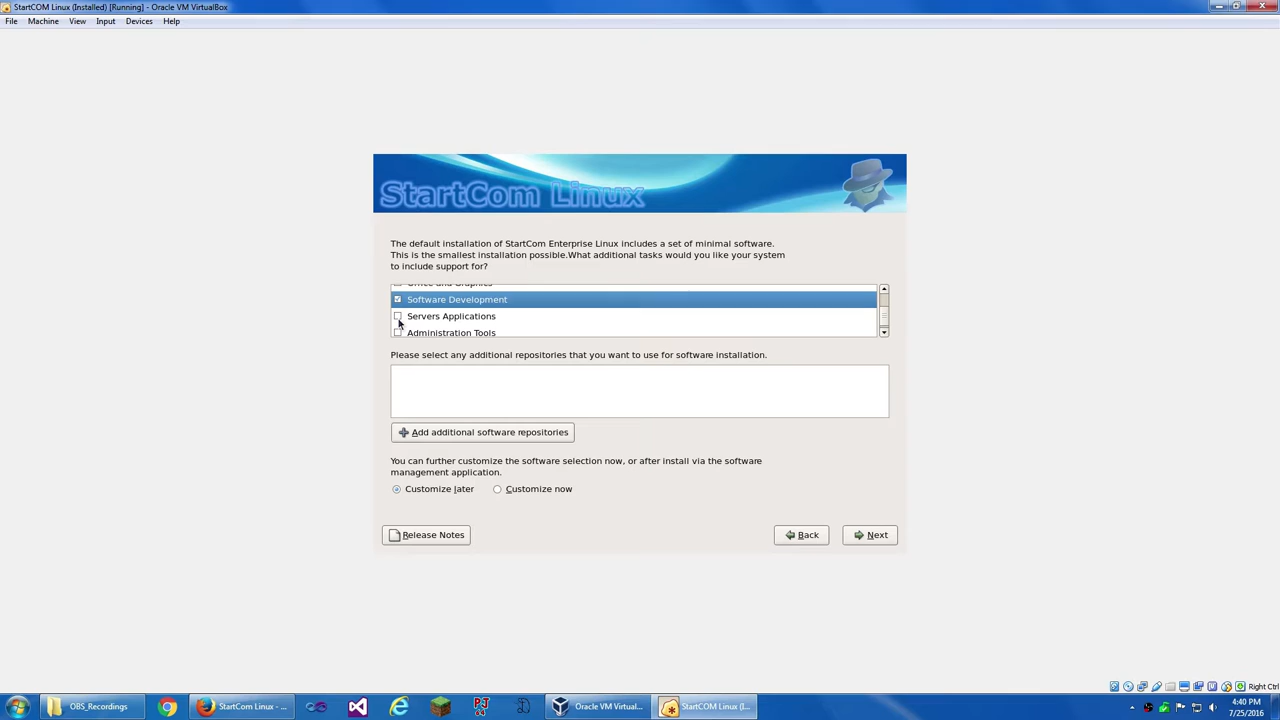 StartCOM Linux (Installed) [Running] - Oracle VM VirtualBox
File Machine View Input Devices Help
StartCom Linux
The default installation of StartCom Enterprise Linux includes a set of minimal software.
This is the smallest installation possible.What additional tasks would you like your system
to include support for?
Office and Graphics
Software Development
Servers Applications
Administration Tools
Please select any additional repositories that you want to use for software installation.
Add additional software repositories
You can further customize the software selection now, or after install via the software
management application.
Customize later Customize now
Release Notes Back Next
OBS_Recordings StartCom Linux - ... Oracle VM Virtual... StartCOM Linux [I...
Right Ctrl
4:40 PM
7/25/2016